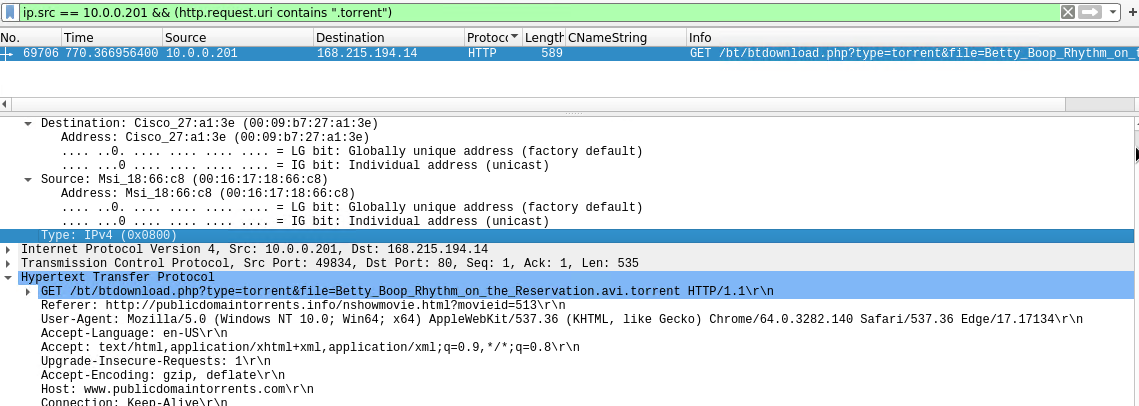 ip.src == 10.0.0.201 && (http.request.uri contains ".torrent")
No. Time Source Destination Protoc Length CNameString Info
69706 770.366956400 10.0.0.201 168.215.194.14 HTTP 589 GET /bt/btdownload.php?type=torrent&file=Betty_Boop_Rhythm_on_t
Destination: Cisco_27:a1:3e (00:09:b7:27:a1:3e)
Address: Cisco_27:a1:3e (00:09:b7:27:a1:3e)
.... ..0. .... .... .... .... = LG bit: Globally unique address (factory default)
.... ...0 .... .... .... .... = IG bit: Individual address (unicast)
Source: Msi_18:66:c8 (00:16:17:18:66:c8)
Address: Msi_18:66:c8 (00:16:17:18:66:c8)
.... ..0. .... .... .... .... = LG bit: Globally unique address (factory default)
.... ...0 .... .... .... .... = IG bit: Individual address (unicast)
Type: IPv4 (0x0800)
Internet Protocol Version 4, Src: 10.0.0.201, Dst: 168.215.194.14
Transmission Control Protocol, Src Port: 49834, Dst Port: 80, Seq: 1, Ack: 1, Len: 535
Hypertext Transfer Protocol
GET /bt/btdownload.php?type=torrent&file=Betty_Boop_Rhythm_on_the_Reservation.avi.torrent HTTP/1.1\r\n
Referer: http://publicdomaintorrents.info/nshowmovie.html?movieid=513\r\n
User-Agent: Mozilla/5.0 (Windows NT 10.0; Win64; x64) AppleWebKit/537.36 (KHTML, like Gecko) Chrome/64.0.3282.140 Safari/537.36 Edge/17.17134\r\n
Accept-Language: en-US\r\n
Accept: text/html,application/xhtml+xml,application/xml;q=0.9,*/*;q=0.8\r\n
Upgrade-Insecure-Requests: 1\r\n
Accept-Encoding: gzip, deflate\r\n
Host: www.publicdomaintorrents.com\r\n
Connection: Keep-Alive\r\n